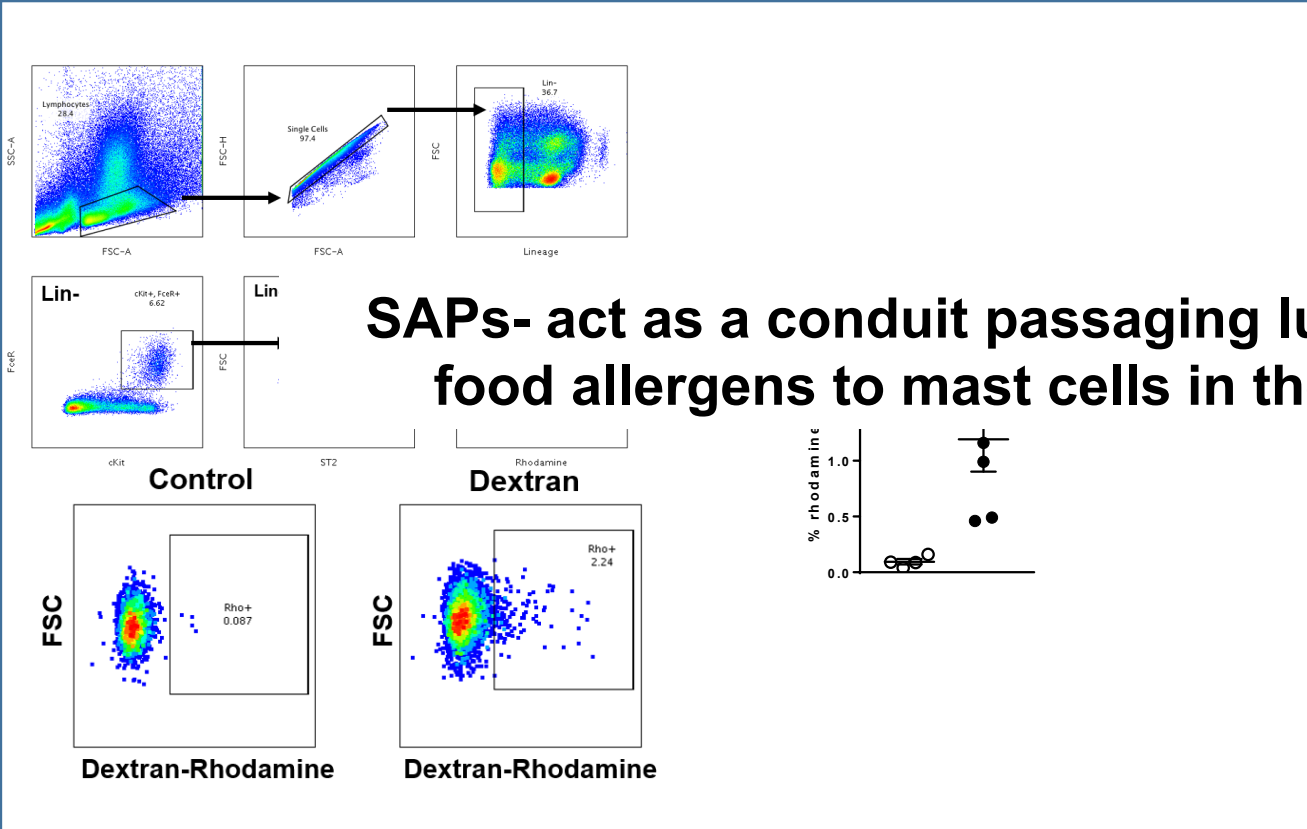 Lymphocytes
28.4
SSC-A
FSC-A
Single Cells
97.4
FSC-H
FSC-A
Lin-
36.7
FSC
Lineage
Lin-
cKit+, FceR+
6.62
FceR
cKit
Lin
FSC
ST2
Rhodamine
SAPs- act as a conduit passaging
food allergens to mast cells in
% rhodamine
1.0
0.5
0.0
Control
Rho+
0.087
FSC
Dextran-Rhodamine
Dextran
Rho+
2.24
FSC
Dextran-Rhodamine